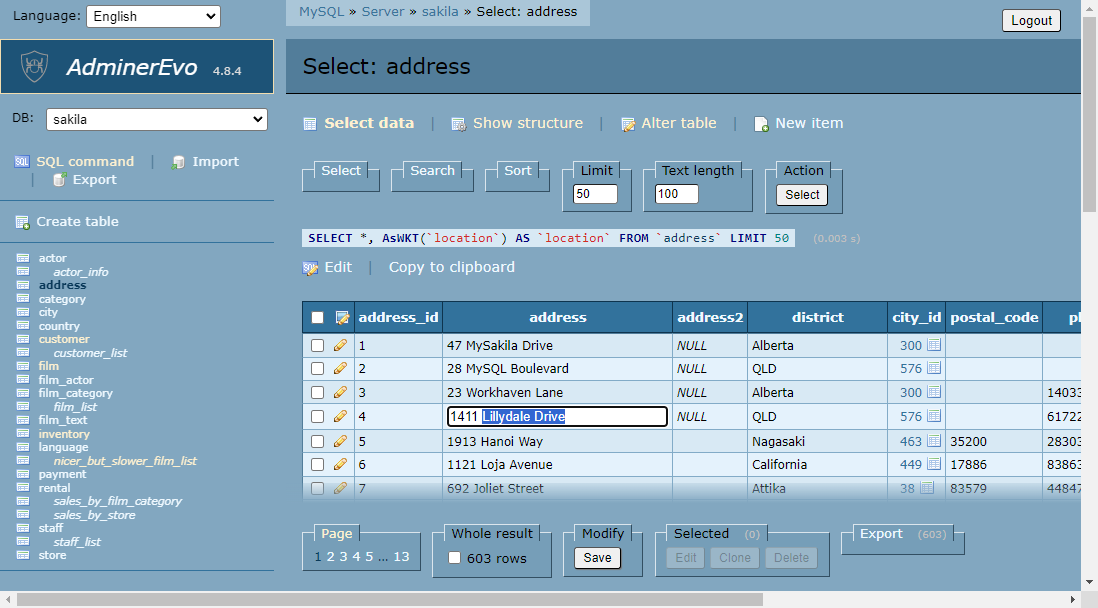 Language: English
MySQL » Server » sakila » Select: address
Logout
AdminerEvo 4.8.4
Select: address
DB: sakila
Select data | Show structure | Alter table | New item
SQL command | Import
| Export
Create table
Select Search Sort Limit Text length Action
50 100 Select
SELECT *, AsWKT(`location`) AS `location` FROM `address` LIMIT 50 (0.003 s)
Edit | Copy to clipboard
actor
actor_info
address
category
city
country
customer
customer_list
film
film_actor
film_category
film_list
film_text
inventory
language
nicer_but_slower_film_list
payment
rental
sales_by_film_category
sales_by_store
staff
staff_list
store
address_id address address2 district city_id postal_code
1 47 MySakila Drive NULL Alberta 300
2 28 MySQL Boulevard NULL QLD 576
3 23 Workhaven Lane NULL Alberta 300 14033
4 1411 Lillydale Drive NULL QLD 576 61722
5 1913 Hanoi Way Nagasaki 463 35200 28303
6 1121 Loja Avenue California 449 17886 83863
7 692 Joliet Street Attika 38 83579 44847
Page Whole result Modify Selected (0) Export (603)
1 2 3 4 5 ... 13 603 rows Save Edit Clone Delete